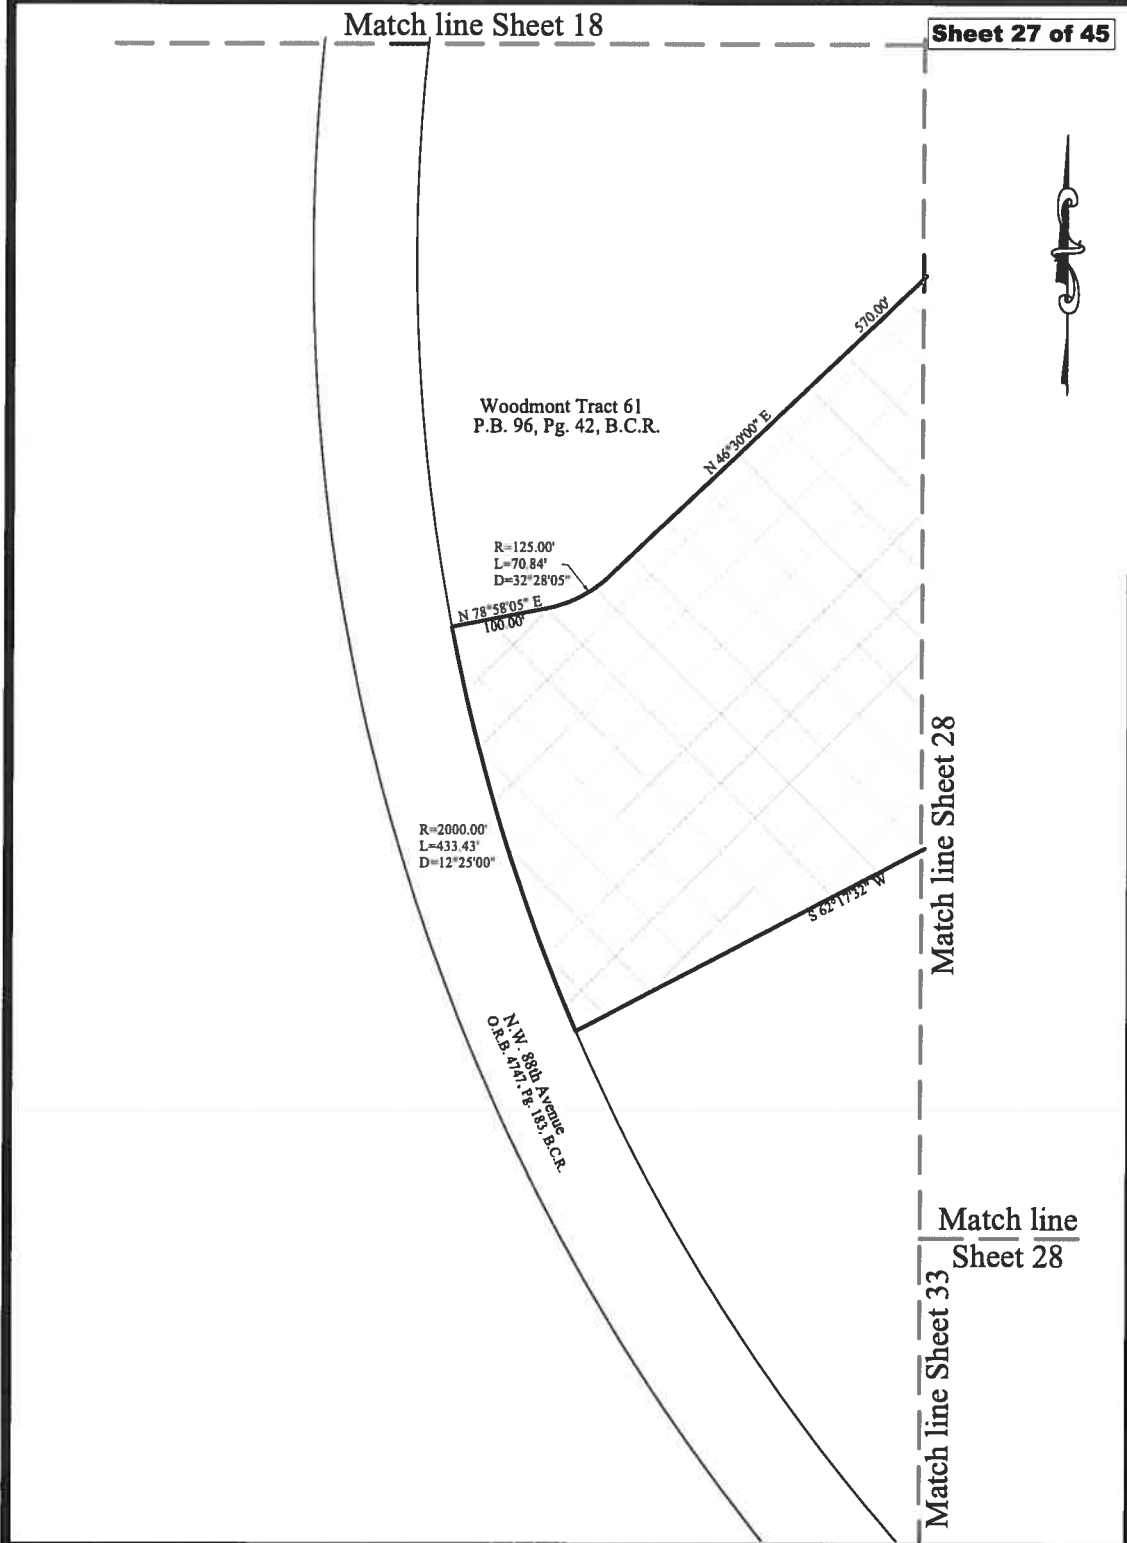 Match line Sheet 18
Sheet 27 of 45
570.00'
Woodmont Tract 61
P.B. 96, Pg. 42, B.C.R.
N 46°30'00" E
R=125.00'
L=70.84'
D=32°28'05"
N 78°58'05" E
100.00'
Match line Sheet 28
R=2000.00'
L=433.43'
D=12°25'00"
S 62°17'32" W
N.W. 88th Avenue
O.R.B. 4747, Pg. 183, B.C.R.
Match line
Sheet 28
Match line Sheet 33